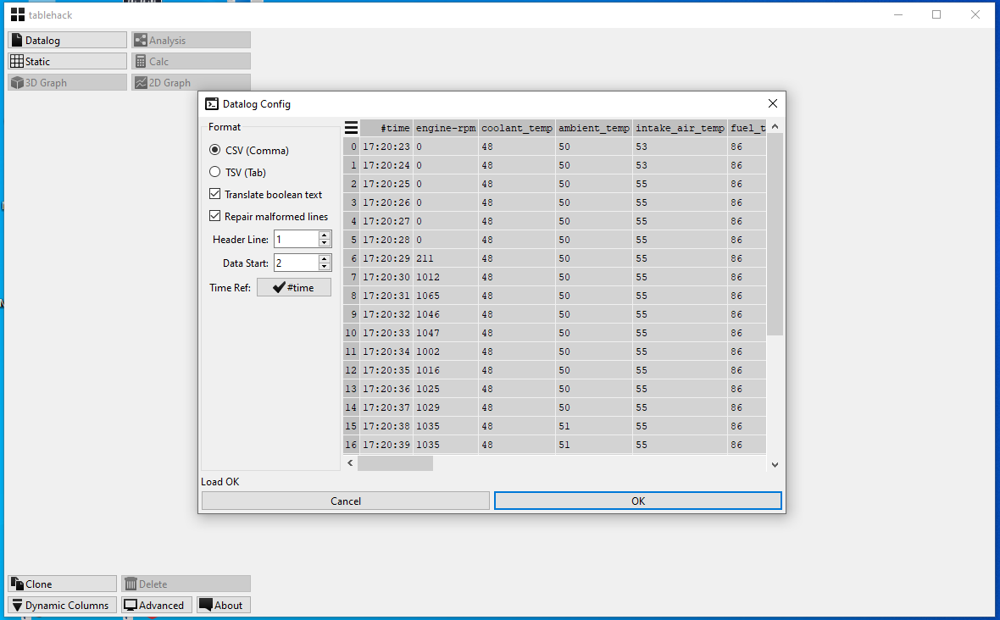 tablehack
Datalog Analysis
Static Calc
3D Graph 2D Graph
Datalog Config
Format
CSV (Comma)
TSV (Tab)
Translate boolean text
Repair malformed lines
Header Line: 1
Data Start: 2
Time Ref: #time
#time engine-rpm coolant_temp ambient_temp intake_air_temp fuel_t
0 17:20:23 0 48 50 53 86
1 17:20:24 0 48 50 53 86
2 17:20:25 0 48 50 55 86
3 17:20:26 0 48 50 55 86
4 17:20:27 0 48 50 55 86
5 17:20:28 0 48 50 55 86
6 17:20:29 211 48 50 55 86
7 17:20:30 1012 48 50 55 86
8 17:20:31 1065 48 50 55 86
9 17:20:32 1046 48 50 55 86
10 17:20:33 1047 48 50 55 86
11 17:20:34 1002 48 50 55 86
12 17:20:35 1016 48 50 55 86
13 17:20:36 1025 48 50 55 86
14 17:20:37 1029 48 50 55 86
15 17:20:38 1035 48 51 55 86
16 17:20:39 1035 48 51 55 86
Load OK
Cancel OK
Clone Delete
Dynamic Columns Advanced About